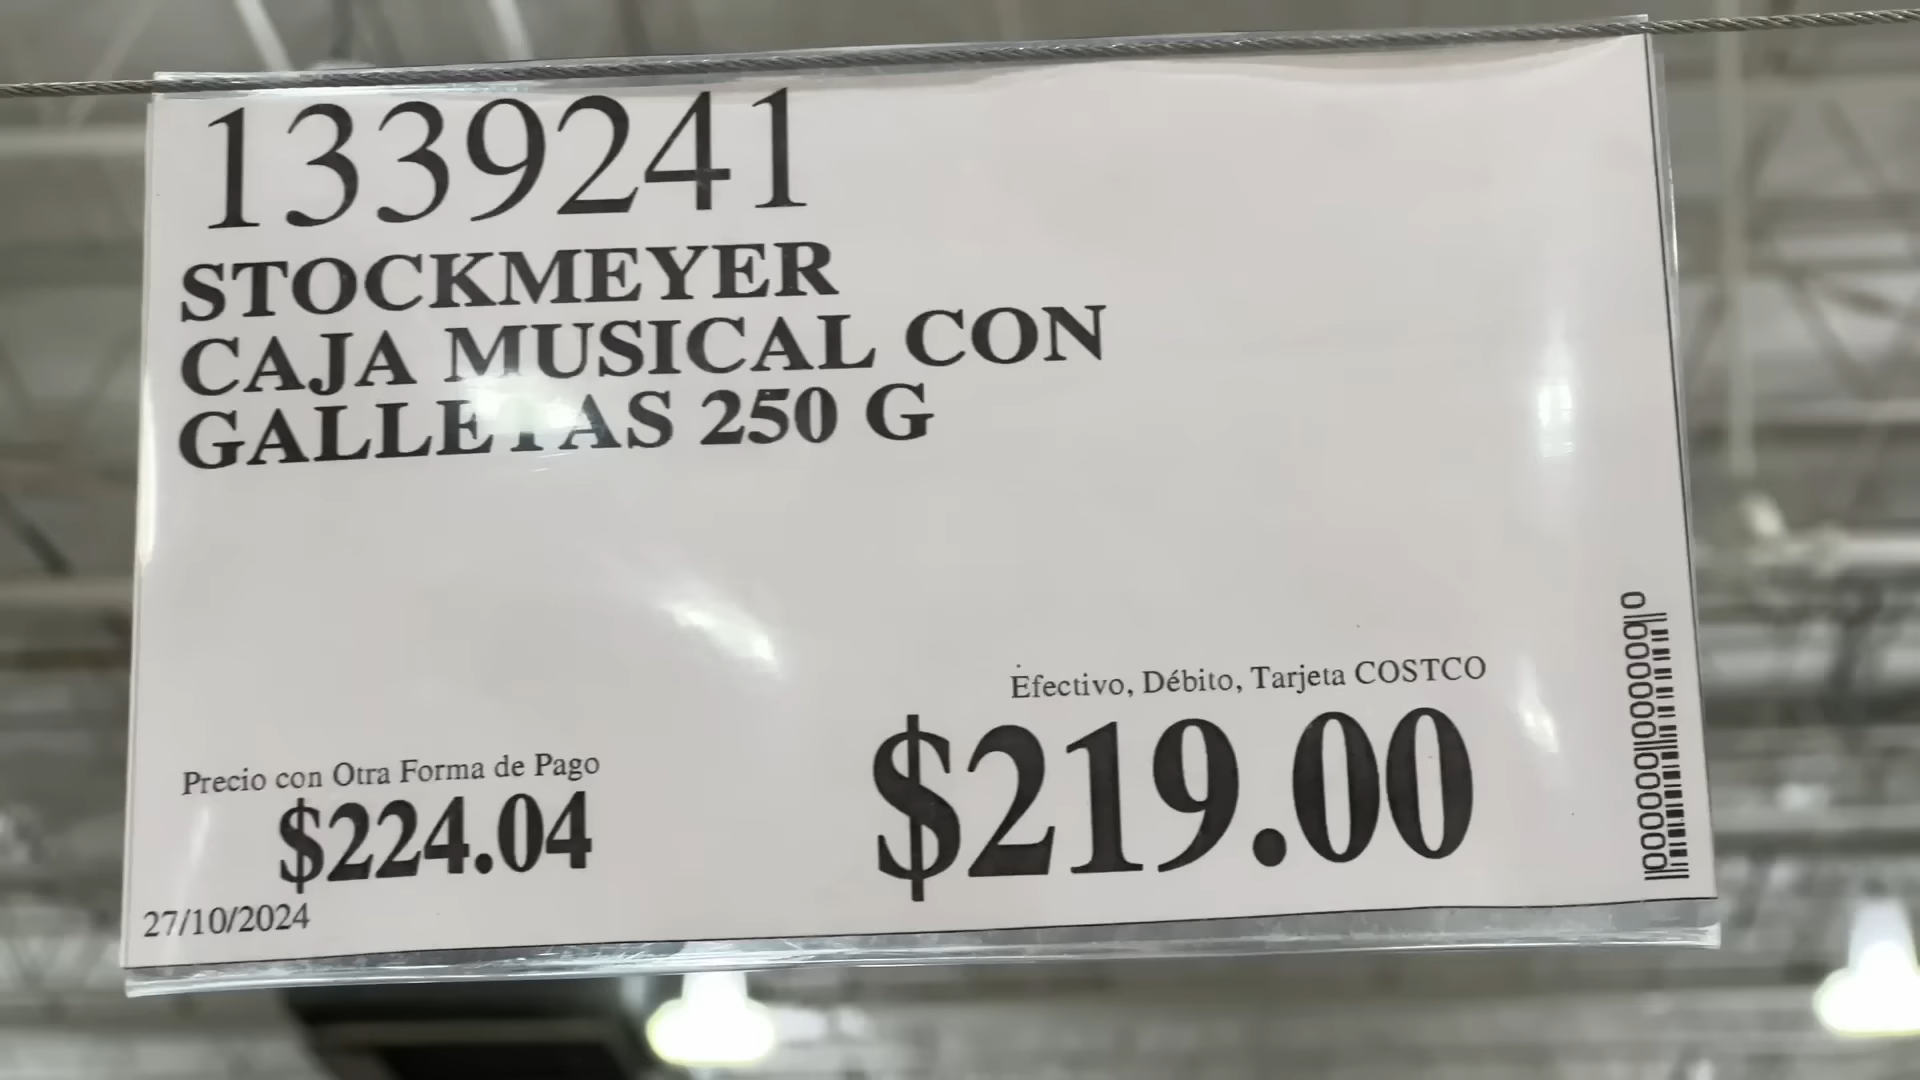 1339241
STOCKMEYER
CAJA MUSICAL CON
GALLETAS 250 G
Efectivo, Débito, Tarjeta COSTCO
$219.00
Precio con Otra Forma de Pago
$224.04
27/10/2024
0000000000000